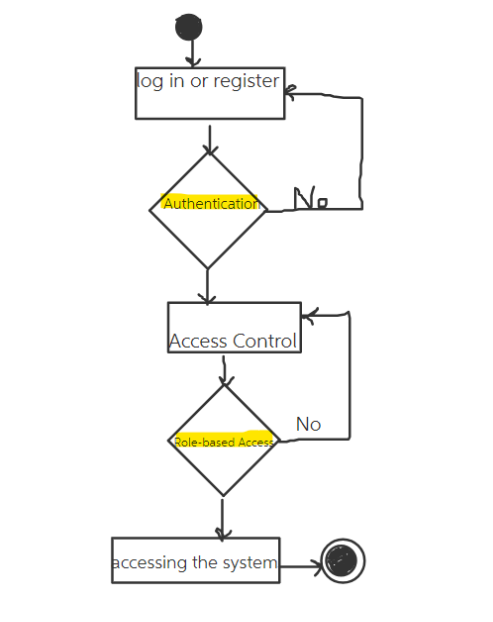 log in or register
Authentication
No
Access Control
No
Role-based Access
accessing the system